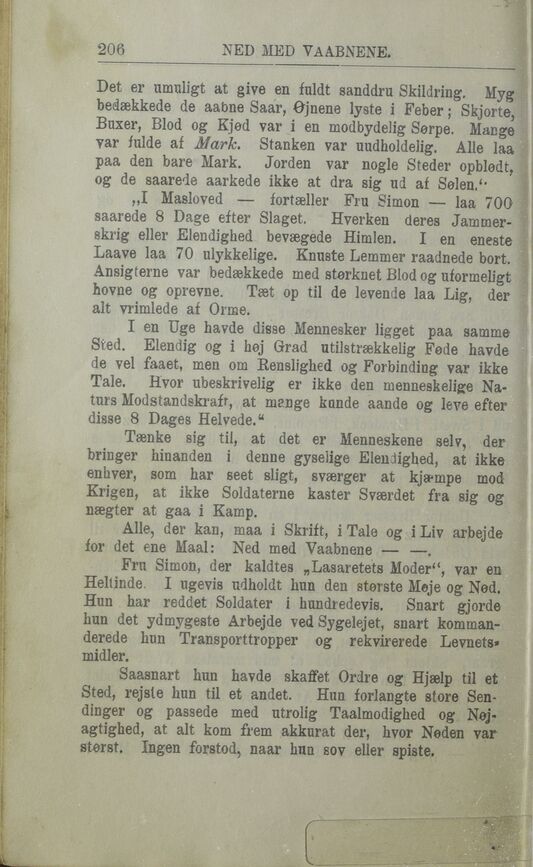 206 NED MED VAABNENE.
Det er umuligt at give en fuldt sanddru Skildring. Myg
bedækkede de aabne Saar, Øjnene lyste i Feber; Skjorte,
Buxer, Blod og Kjød var i en modbydelig Sørpe. Mange
var fulde af Mark. Stanken var uudholdelig. Alle laa
paa den bare Mark. Jorden var nogle Steder opblødt,
og de saarede aarkede ikke at dra sig ud af Sølen.“
„I Masloved — fortæller Fru Simon — laa 700
saarede 8 Dage efter Slaget. Hverken deres Jammer-
skrig eller Elendighed bevægede Himlen. I en eneste
Laave laa 70 ulykkelige. Knuste Lemmer raadnede bort.
Ansigterne var bedækkede med størknet Blod og uformeligt
hovne og oprevne. Tæt op til de levende laa Lig, der
alt vrimlede af Orme.
I en Uge havde disse Mennesker ligget paa samme
Sted. Elendig og i høj Grad utilstrækkelig Føde havde
de vel faaet, men om Renslighed og Forbinding var ikke
Tale. Hvor ubeskrivelig er ikke den menneskelige Na-
turs Modstandskraft, at mange kunde aande og leve efter
disse 8 Dages Helvede.“
Tænke sig til, at det er Menneskene selv, der
bringer hinanden i denne gyselige Elendighed, at ikke
enhver, som har seet sligt, sværger at kjæmpe mod
Krigen, at ikke Soldaterne kaster Sværdet fra sig og
nægter at gaa i Kamp.
Alle, der kan, maa i Skrift, i Tale og i Liv arbejde
for det ene Maal: Ned med Vaabnene — —.
Fru Simon, der kaldtes „Lasaretets Moder“, var en
Heltinde. I ugevis udholdt hun den største Møje og Nød.
Hun har reddet Soldater i hundredevis. Snart gjorde
hun det ydmygeste Arbejde ved Sygelejet, snart komman-
derede hun Transporttropper og rekvirerede Levnets-
midler.
Saasnart hun havde skaffet Ordre og Hjælp til et
Sted, rejste hun til et andet. Hun forlangte store Sen-
dinger og passede med utrolig Taalmodighed og Nøj-
agtighed, at alt kom frem akkurat der, hvor Nøden var
størst. Ingen forstod, naar hun sov eller spiste.